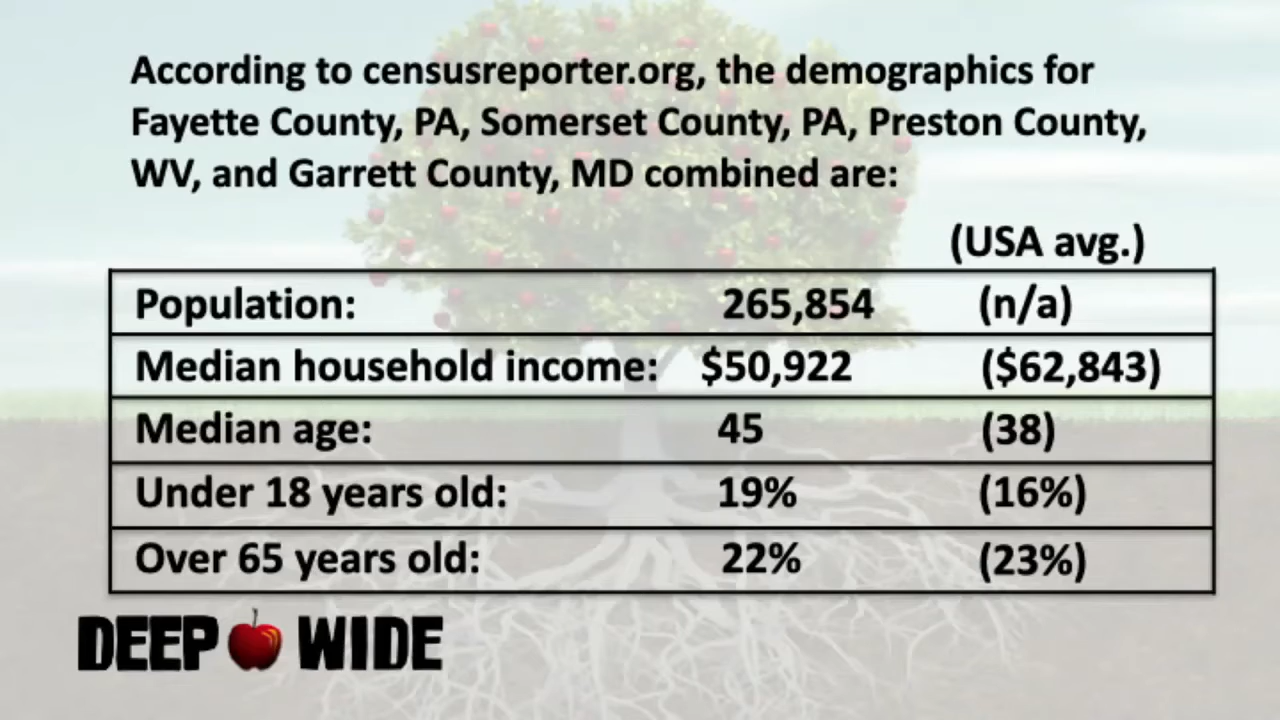 According to censusreporter.org, the demographics for
Fayette County, PA, Somerset County, PA, Preston County,
WV, and Garrett County, MD combined are:
(USA avg.)
Population: 265,854 (n/a)
Median household income: $50,922 ($62,843)
Median age: 45 (38)
Under 18 years old: 19% (16%)
Over 65 years old: 22% (23%)
DEEP WIDE